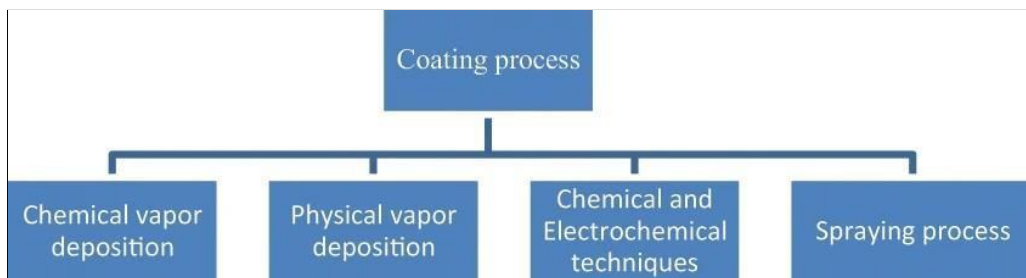 Coating process
Chemical vapor
deposition
Physical vapor
deposition
Chemical and
Electrochemical
techniques
Spraying process